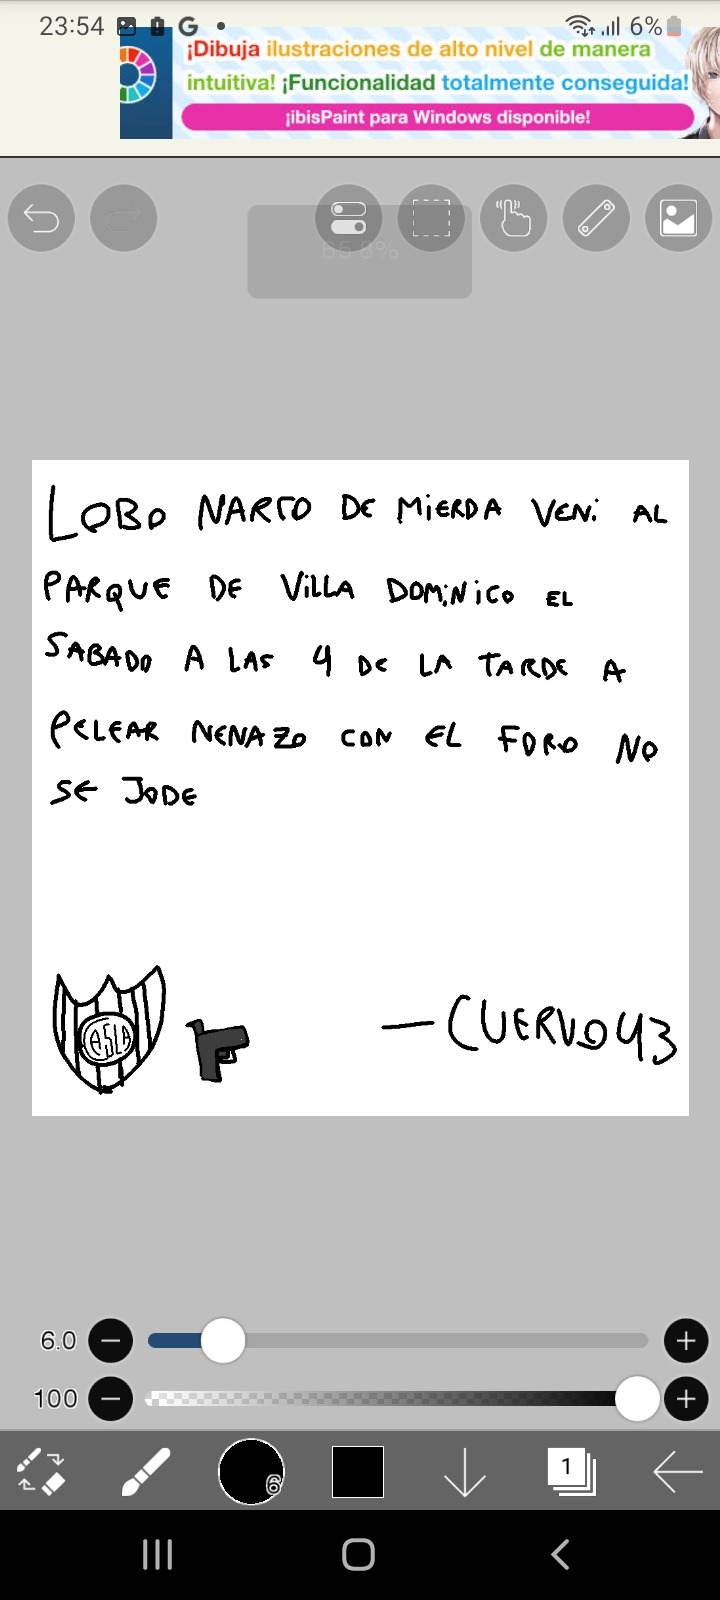 23:54 G 6%
¡Dibuja ilustraciones de alto nivel de manera
intuitiva! ¡Funcionalidad totalmente conseguida!
¡ibisPaint para Windows disponible!
65.8%
LOBO NARCO DE MIERDA VENI AL
PARQUE DE VILLA DOMINICO EL
SABADO A LAS 4 DE LA TARDE A
PELEAR NENAZO CON EL FORO NO
SE JODE
CASLA
—CUERVO43
6.0
100
6
1